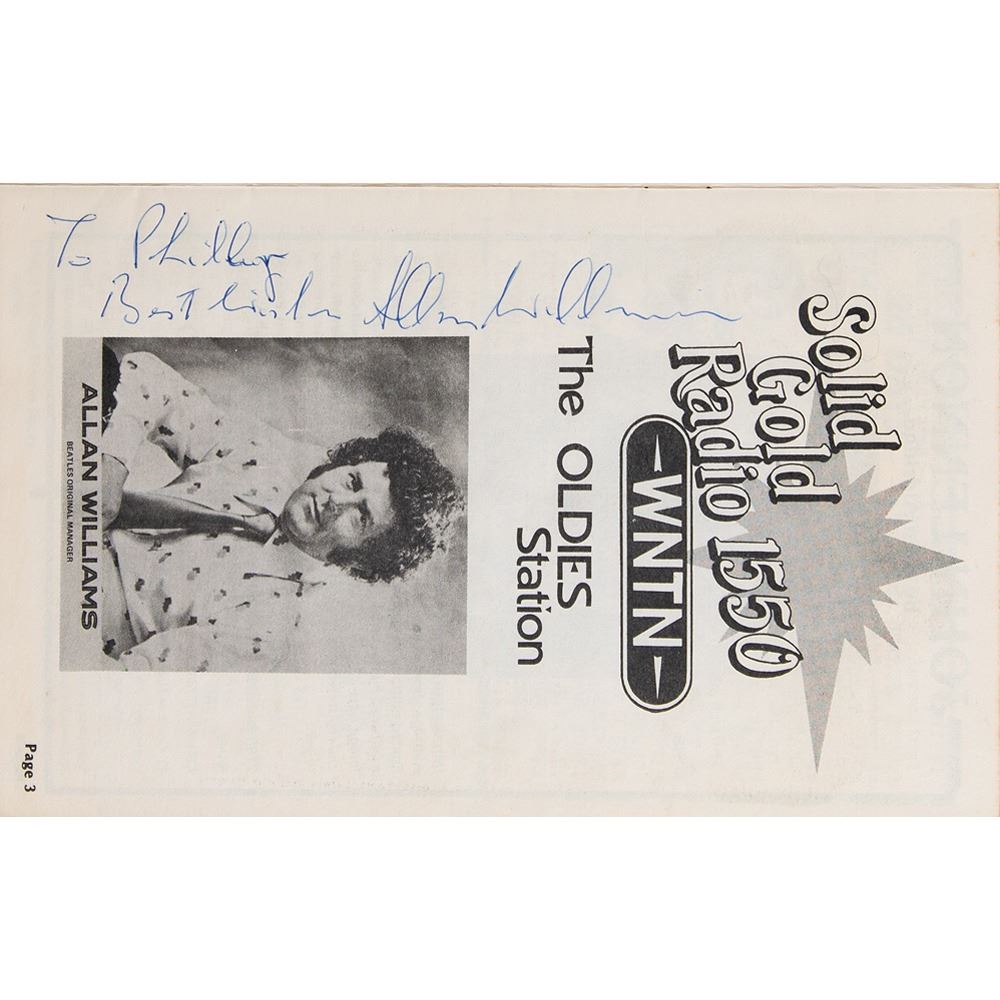 To Phillip
Best Wishes Allan Williams
Solid
Gold
Radio 1550
WNTN
The OLDIES
Station
ALLAN WILLIAMS
BEATLES ORIGINAL MANAGER
Page 3